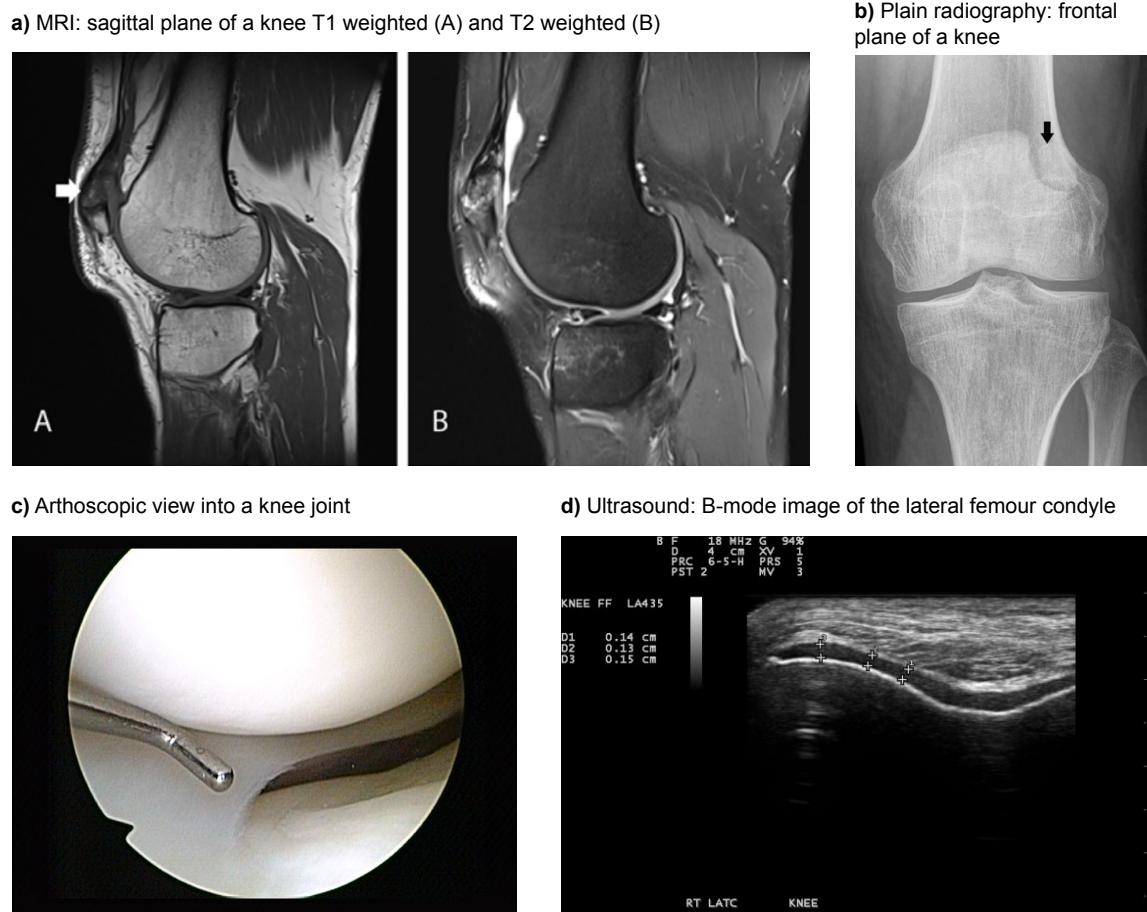 a) MRI: sagittal plane of a knee T1 weighted (A) and T2 weighted (B)
b) Plain radiography: frontal
plane of a knee
A
B
c) Arthoscopic view into a knee joint
d) Ultrasound: B-mode image of the lateral femour condyle
B F 18 MHz G 94%
D 4 cm XV 1
PRC 6-5-H PRS 5
PST 2 MV 3
KNEE FF LA435
D1 0.14 cm
D2 0.13 cm
D3 0.15 cm
RT LATC KNEE